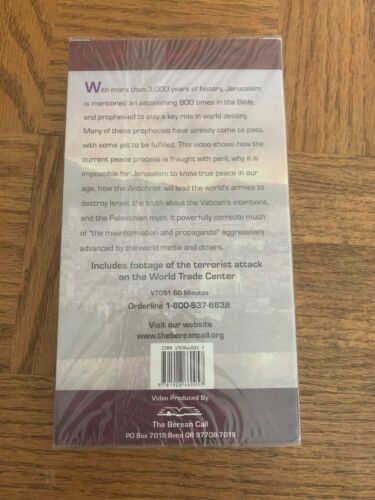 With more than 3,000 years of history, Jerusalem
is mentioned an astonishing 800 times in the Bible,
and prophesied to play a key role in world destiny.
Many of these prophecies have already come to pass,
with some yet to be fulfilled. This video shows how the
current peace process is fraught with peril, why it is
impossible for Jerusalem to know true peace in our
age, how the Antichrist will lead the world's armies to
destroy Israel, the truth about the Vatican's intentions,
and the Palestinian myth. It powerfully corrects much
of "the misinformation and propaganda" aggressively
advanced by the world media and others.
Includes footage of the terrorist attack
on the World Trade Center
VT051 60 Minutes
Orderline 1-800-937-6638
Visit our website
www.thebereancall.org
ISBN
Video Produced By:
The Berean Call
PO Box 7019 Bend OR 97708-7019